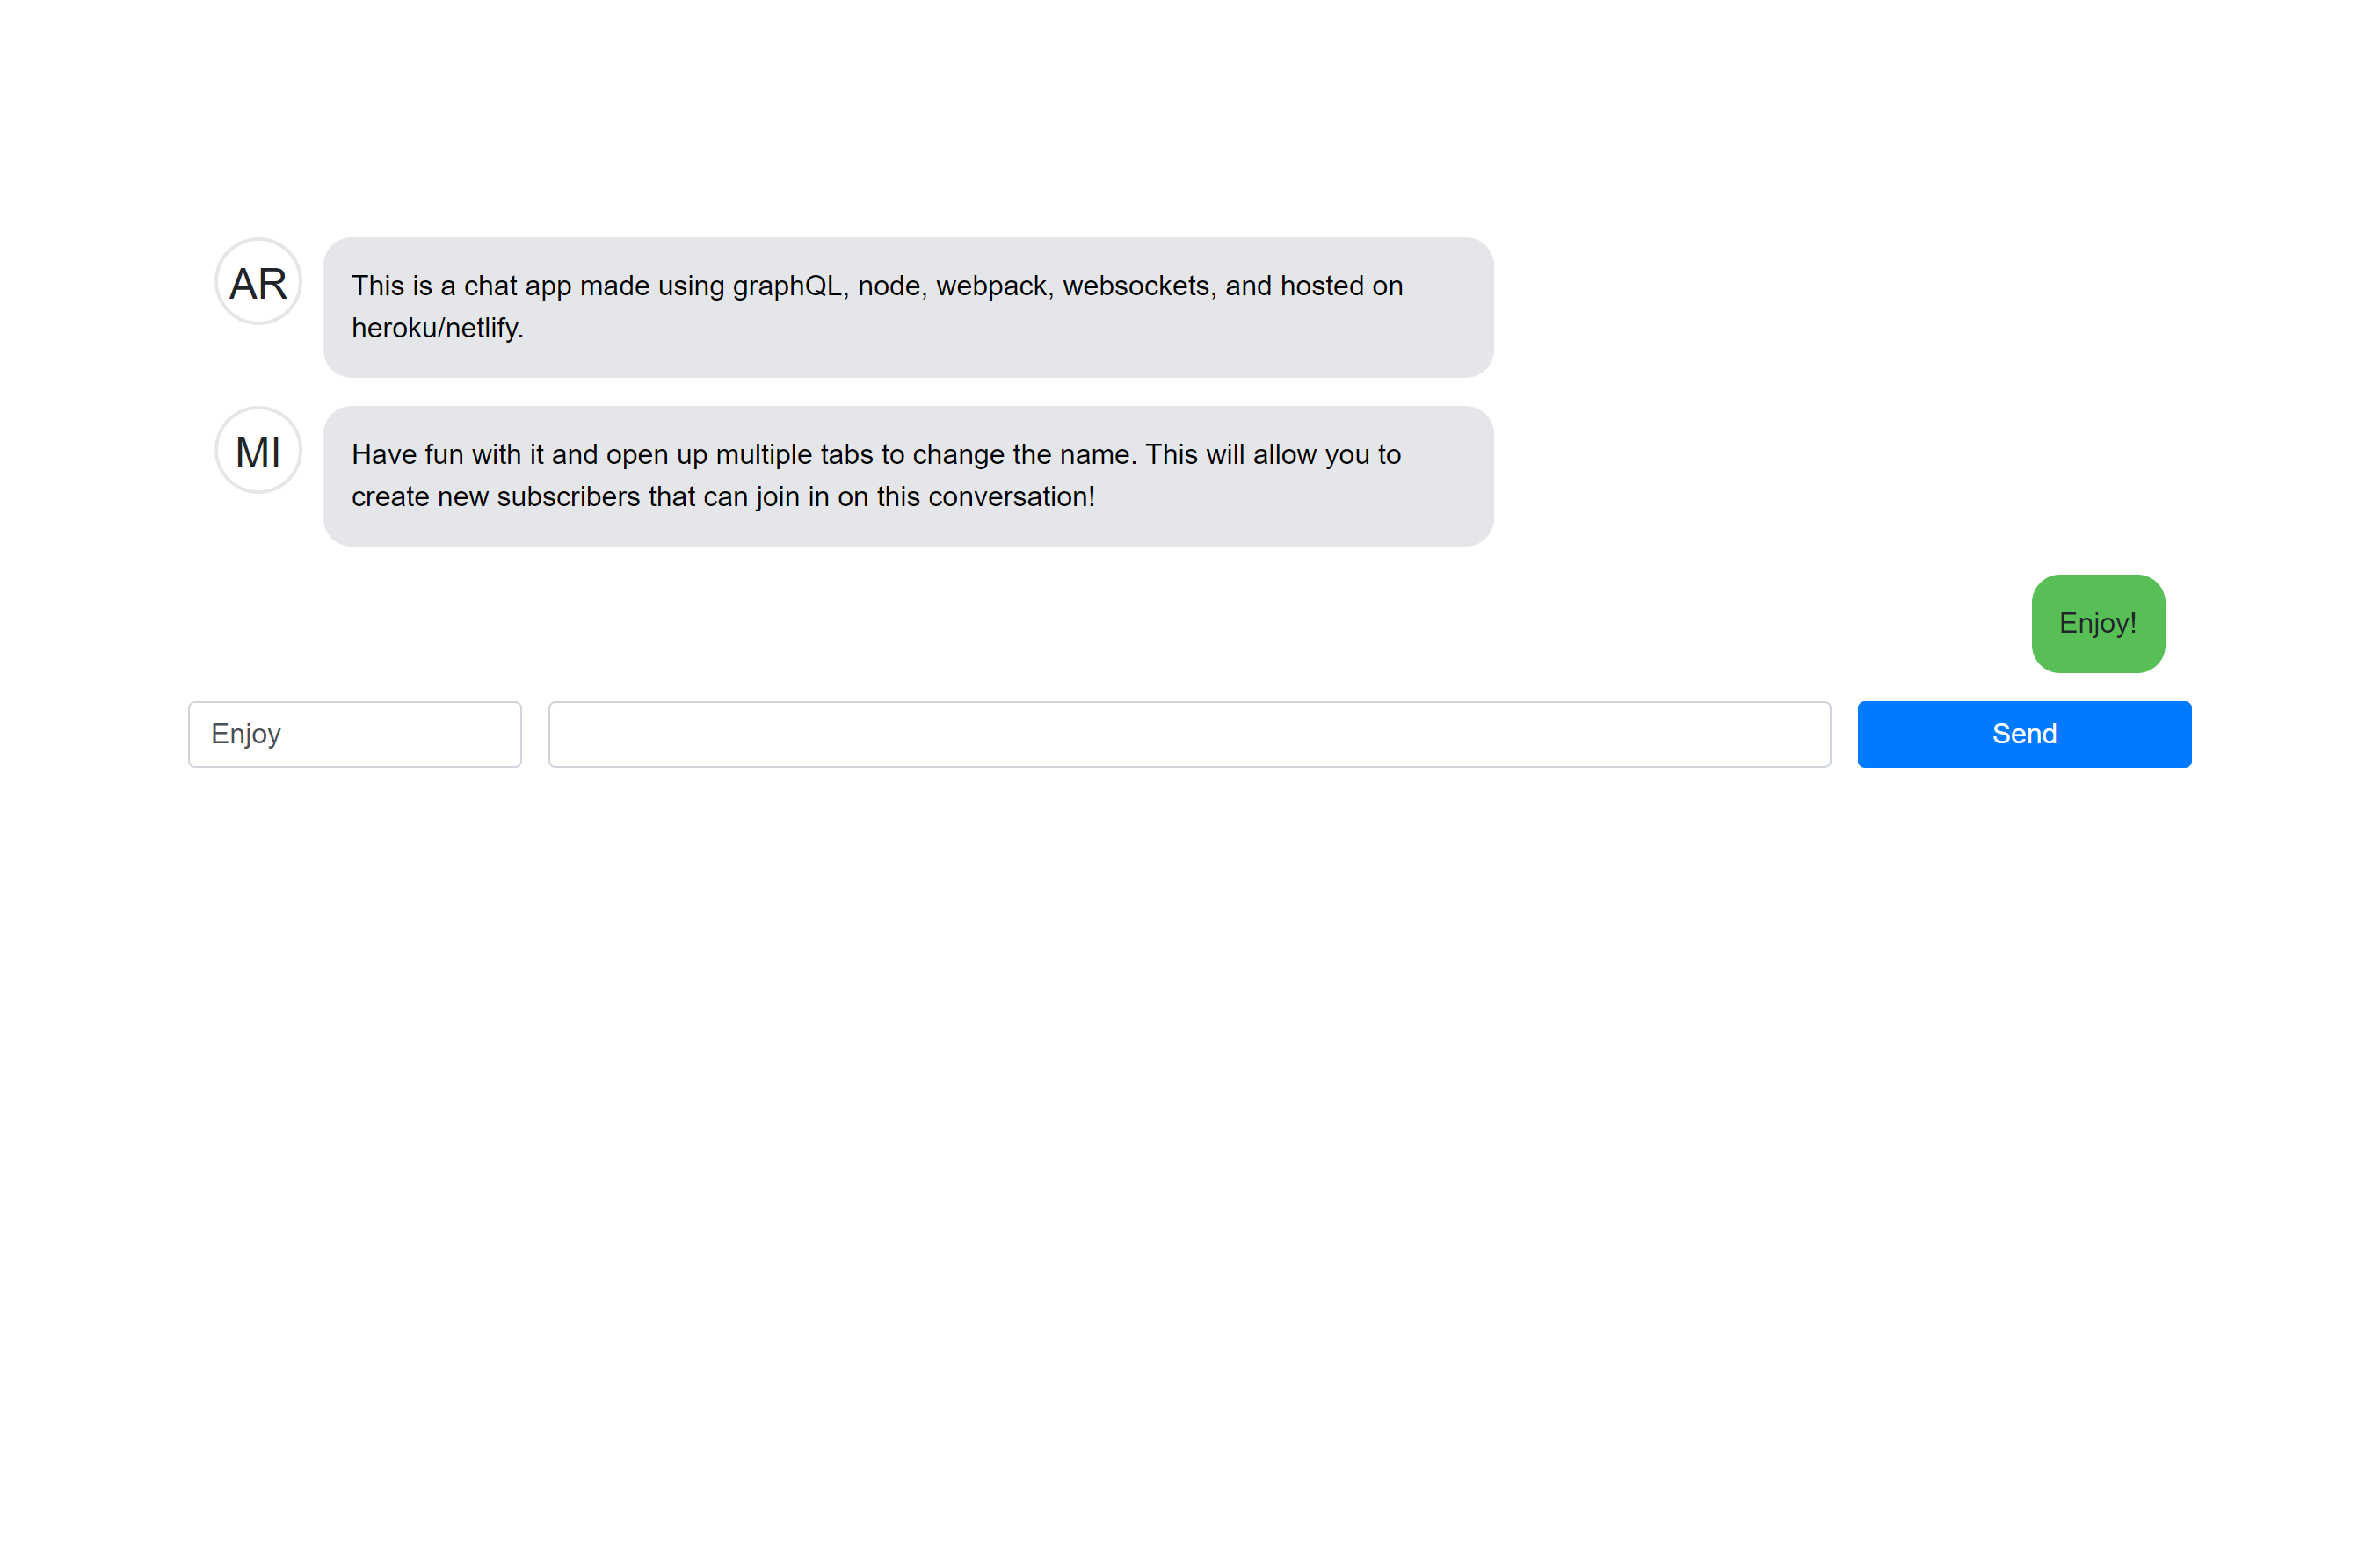 AR
This is a chat app made using graphQL, node, webpack, websockets, and hosted on
heroku/netlify.
MI
Have fun with it and open up multiple tabs to change the name. This will allow you to
create new subscribers that can join in on this conversation!
Enjoy!
Enjoy
Send